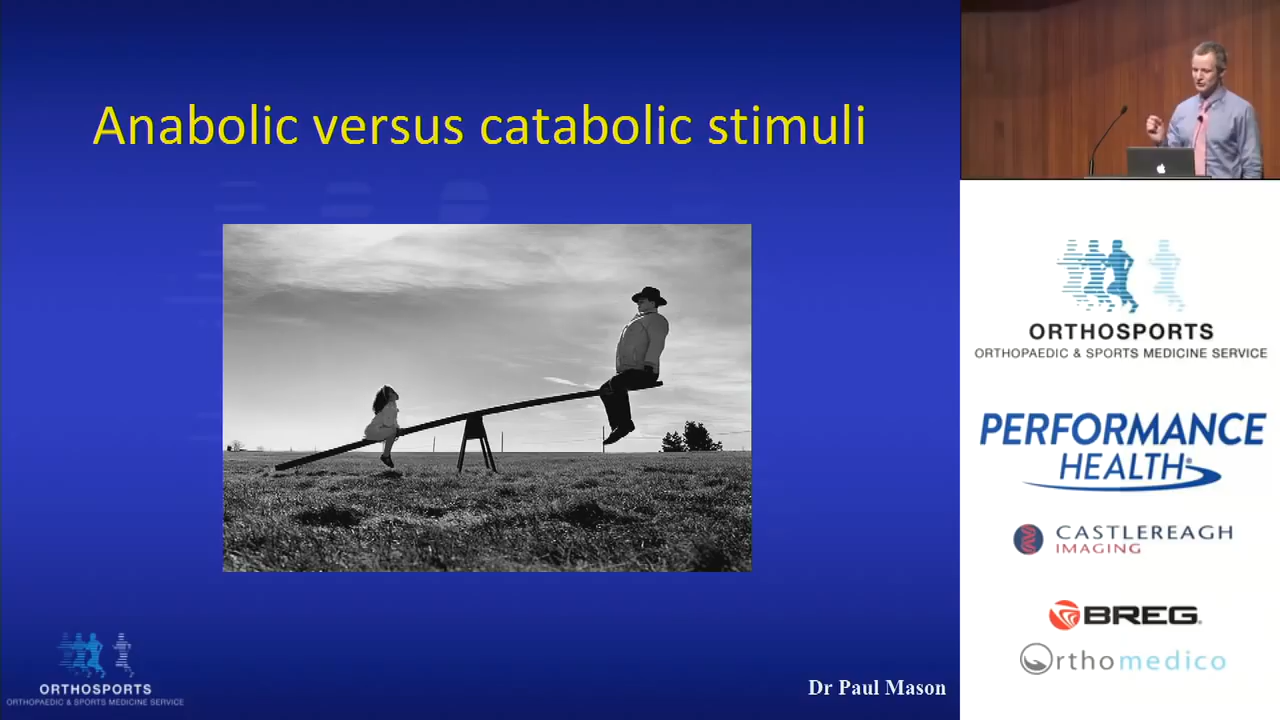 Anabolic versus catabolic stimuli
ORTHOSPORTS
ORTHOPAEDIC & SPORTS MEDICINE SERVICE
Dr Paul Mason
ORTHOSPORTS
ORTHOPAEDIC & SPORTS MEDICINE SERVICE
PERFORMANCE
HEALTH®
CASTLEREAGH
IMAGING
BREG®
Orthomedico